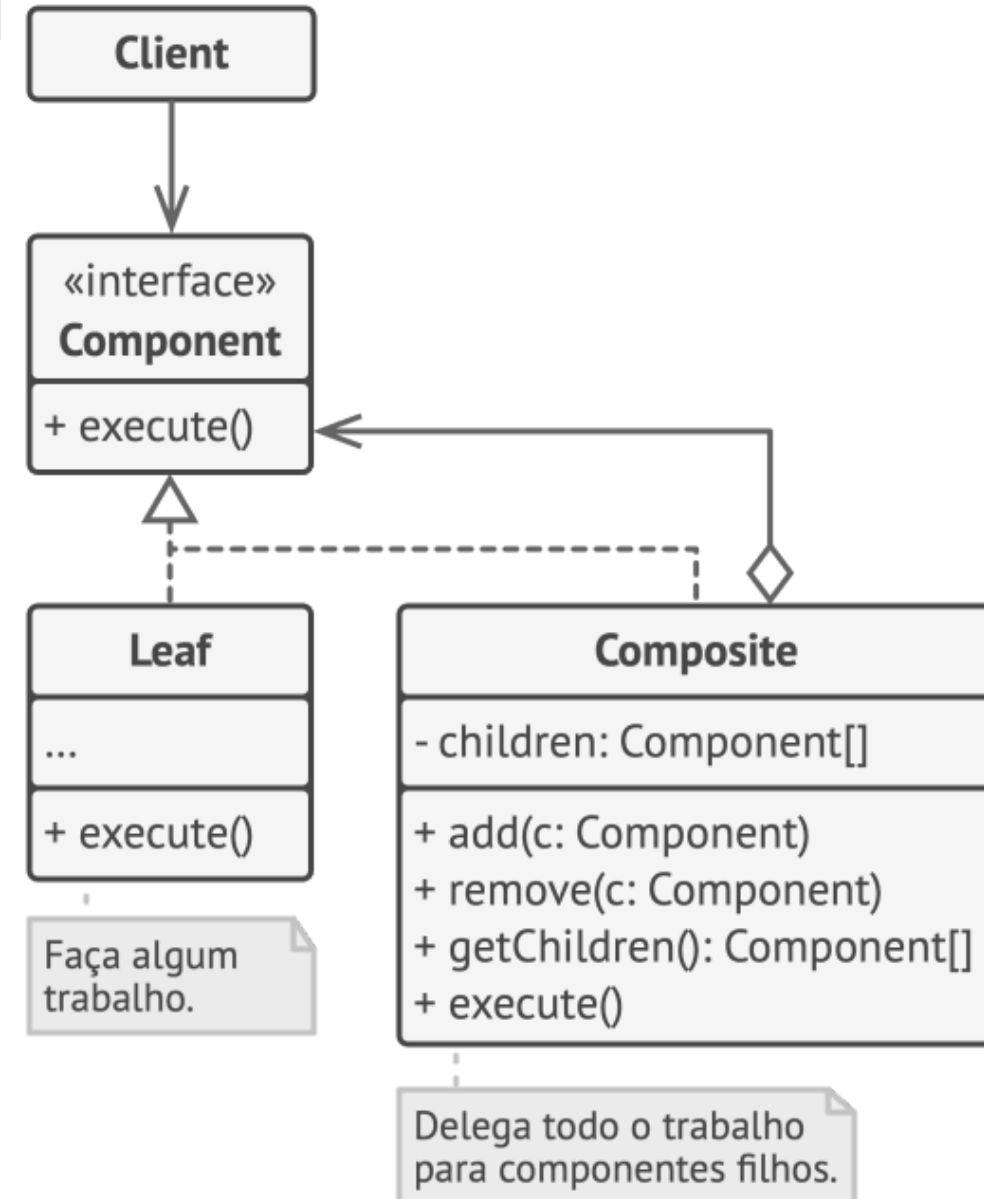 Client
«interface»
Component
+ execute()
Leaf
...
+ execute()
Faça algum
trabalho.
Composite
- children: Component[]
+ add(c: Component)
+ remove(c: Component)
+ getChildren(): Component[]
+ execute()
Delega todo o trabalho
para componentes filhos.